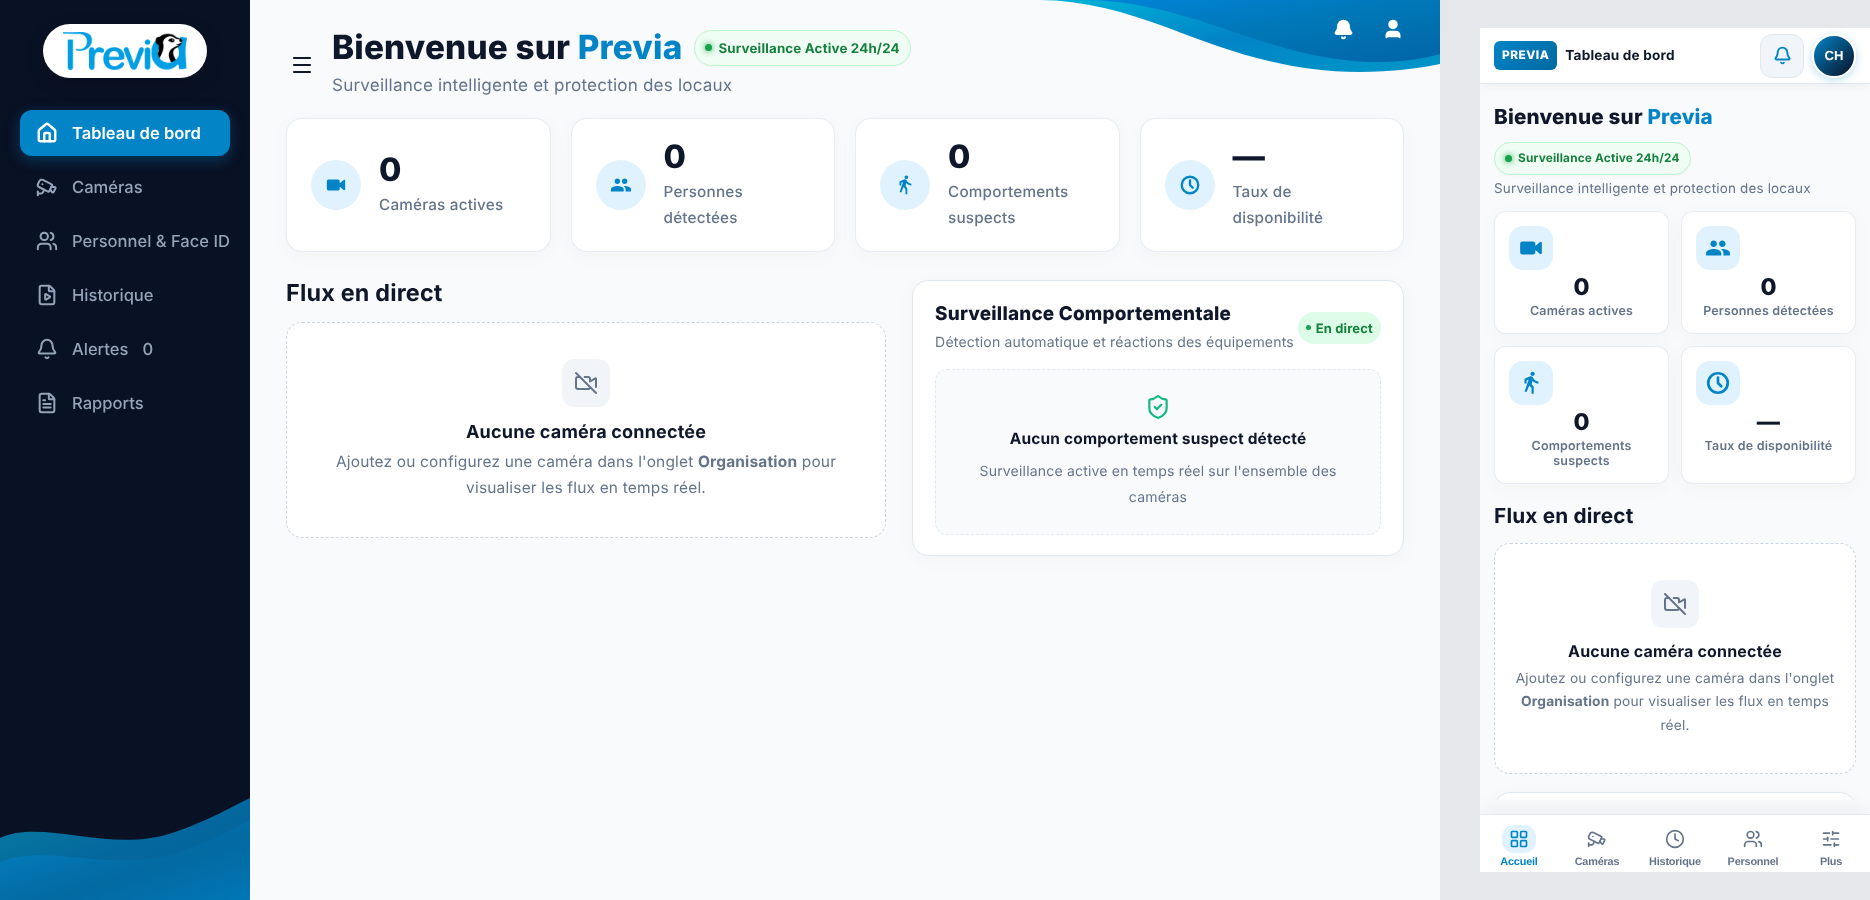 Previa
Tableau de bord
Caméras
Personnel & Face ID
Historique
Alertes 0
Rapports
Bienvenue sur Previa
Surveillance Active 24h/24
Surveillance intelligente et protection des locaux
0
Caméras actives
0
Personnes
détectées
0
Comportements
suspects
—
Taux de
disponibilité
Flux en direct
Aucune caméra connectée
Ajoutez ou configurez une caméra dans l'onglet Organisation pour
visualiser les flux en temps réel.
Surveillance Comportementale
Détection automatique et réactions des équipements
En direct
Aucun comportement suspect détecté
Surveillance active en temps réel sur l'ensemble des
caméras
PREVIA Tableau de bord
CH
Bienvenue sur Previa
Surveillance Active 24h/24
Surveillance intelligente et protection des locaux
0
Caméras actives
0
Personnes détectées
0
Comportements
suspects
—
Taux de disponibilité
Flux en direct
Aucune caméra connectée
Ajoutez ou configurez une caméra dans l'onglet
Organisation pour visualiser les flux en temps
réel.
Accueil
Caméras
Historique
Personnel
Plus